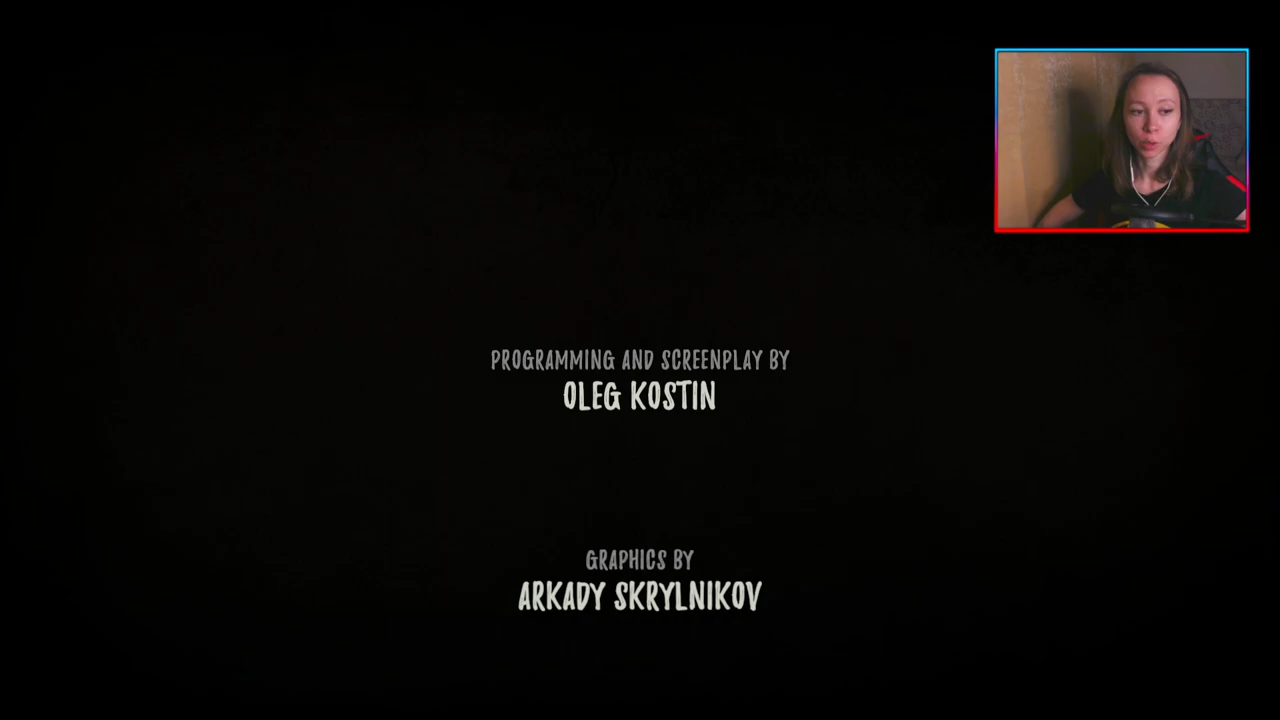 PROGRAMMING AND SCREENPLAY BY
OLEG KOSTIN
GRAPHICS BY
ARKADY SKRYLNIKOV